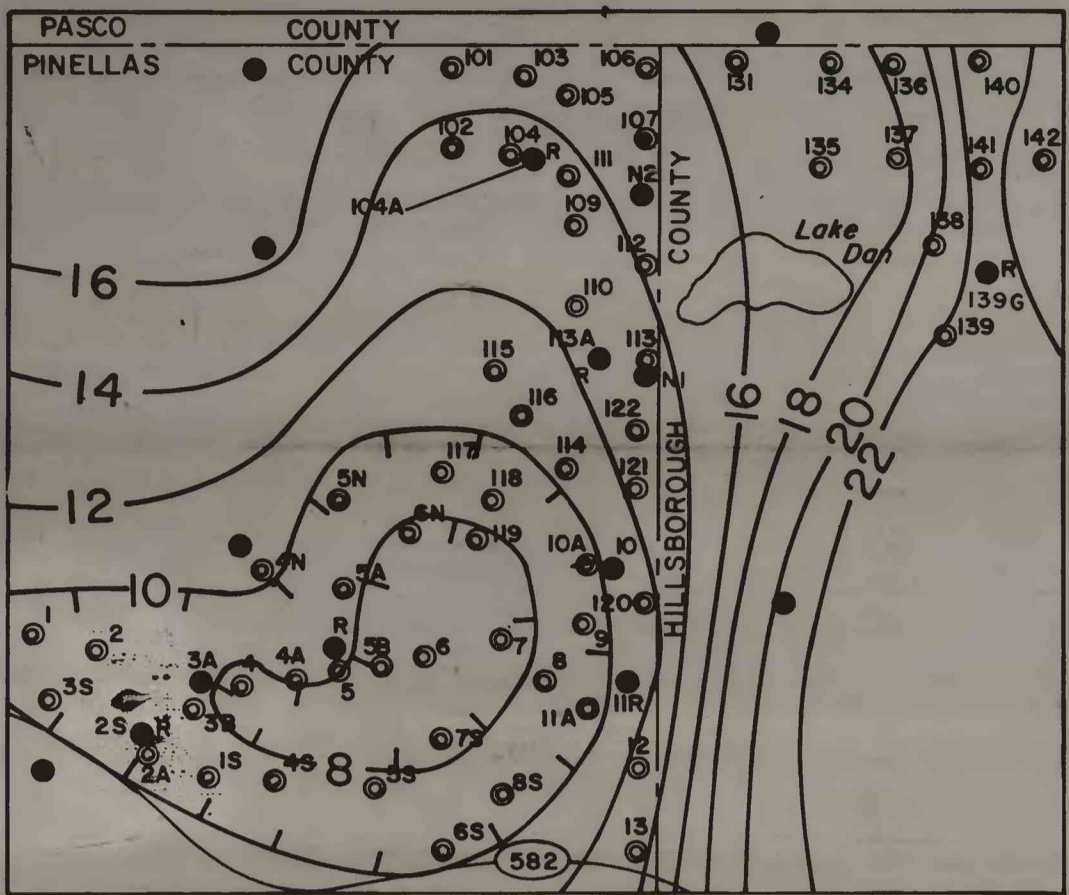 PASCO COUNTY
PINELLAS COUNTY
101 103 106 131 134 136 140
105
102 104 R 107 135 137 141 142
111
N2
104A
109
COUNTY
Lake Dan
138
112
R
139G
16
110
139
113A 113
R
N
14
115
116
122
16 18 20 22
114
117
121
118
5N
12
6N
119
10A 10
4N
5A
HILLSBOROUGH
10
120
1
R
9
2
5B 6 7
3A 4 4A
5
8
3S
3B
11A 11R
2S R
7S
12
2A 1S 4S 8 5S
8S
6S
13
582